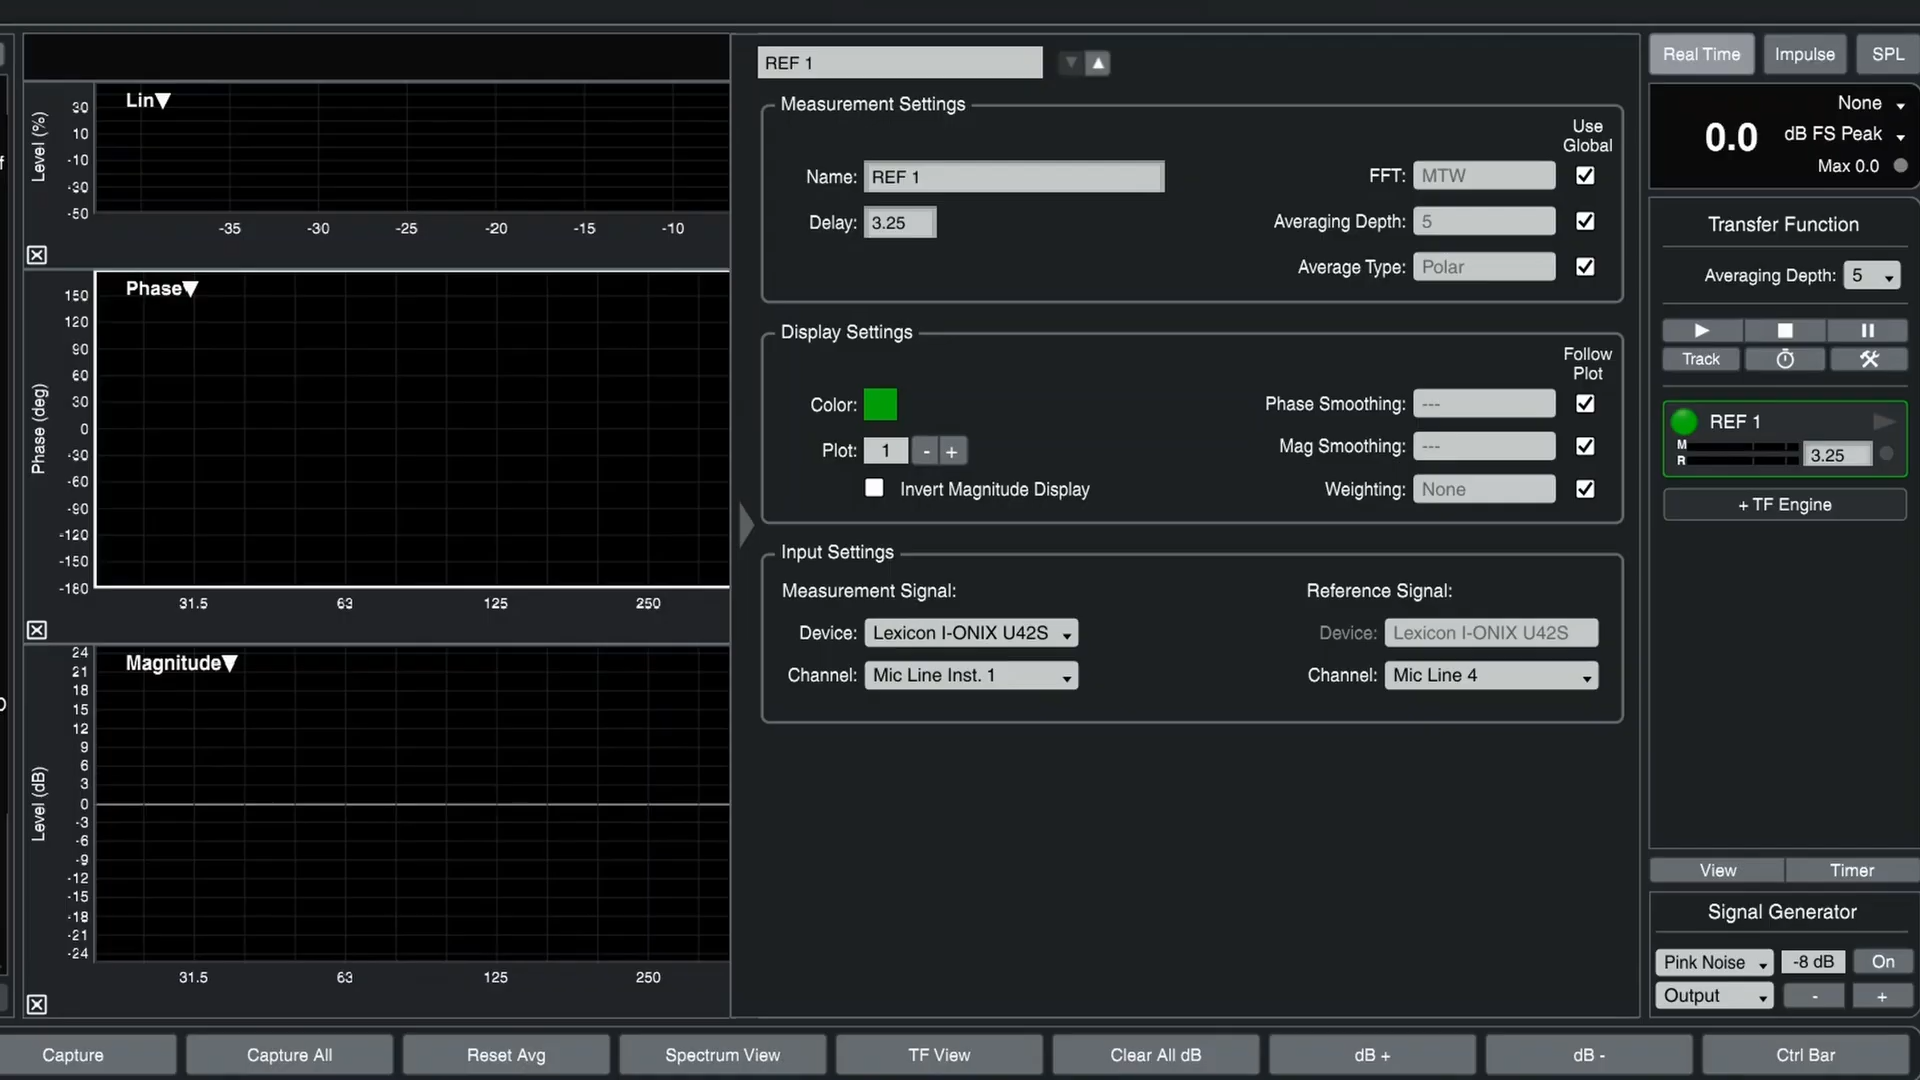 REF 1
Real Time
Impulse
SPL
Lin
Level (%)
30
10
-10
-30
-50
-35
-30
-25
-20
-15
-10
Phase
Phase (deg)
150
120
90
60
30
0
-30
-60
-90
-120
-150
-180
31.5
63
125
250
Magnitude
Level (dB)
24
21
18
15
12
9
6
3
0
-3
-6
-9
-12
-15
-18
-21
-24
31.5
63
125
250
Measurement Settings
Use
Global
Name: REF 1
FFT: MTW
Delay: 3.25
Averaging Depth: 5
Average Type: Polar
Display Settings
Follow
Plot
Color:
Phase Smoothing: ---
Plot: 1 - +
Mag Smoothing: ---
Invert Magnitude Display
Weighting: None
Input Settings
Measurement Signal:
Reference Signal:
Device: Lexicon I-ONIX U42S
Device: Lexicon I-ONIX U42S
Channel: Mic Line Inst. 1
Channel: Mic Line 4
None
0.0 dB FS Peak
Max 0.0
Transfer Function
Averaging Depth: 5
Track
REF 1
M
R
3.25
+ TF Engine
View
Timer
Signal Generator
Pink Noise -8 dB On
Output - +
Capture
Capture All
Reset Avg
Spectrum View
TF View
Clear All dB
dB +
dB -
Ctrl Bar